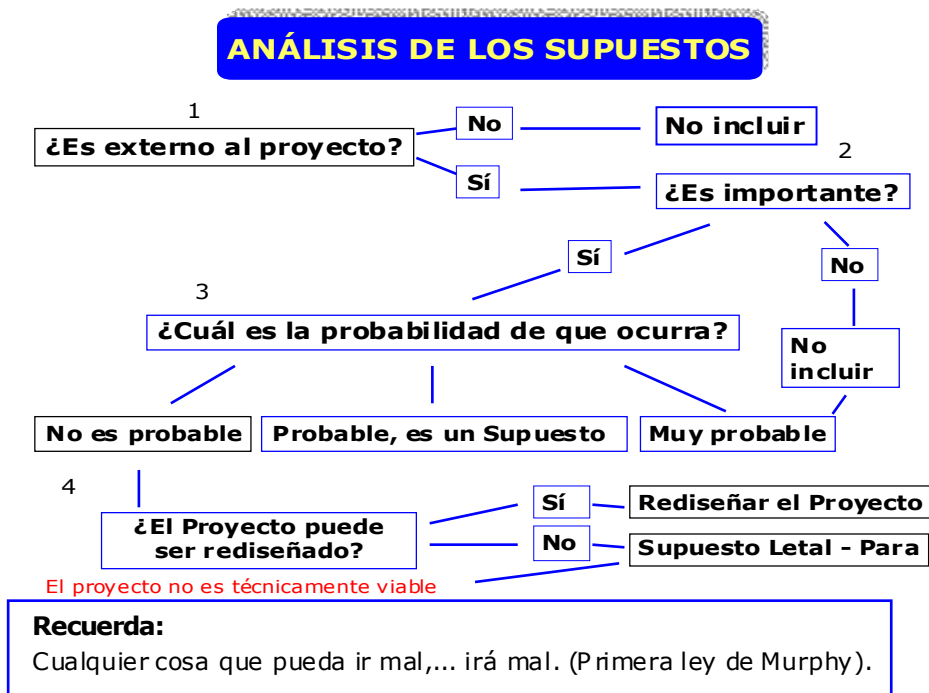 ANÁLISIS DE LOS SUPUESTOS
1
¿Es externo al proyecto?
No
No incluir
Sí
2
¿Es importante?
Sí
No
3
¿Cuál es la probabilidad de que ocurra?
No
incluir
No es probable
Probable, es un Supuesto
Muy probable
4
¿El Proyecto puede
ser rediseñado?
Sí
Rediseñar el Proyecto
No
Supuesto Letal - Para
El proyecto no es técnicamente viable
Recuerda:
Cualquier cosa que pueda ir mal,... irá mal. (Primera ley de Murphy).